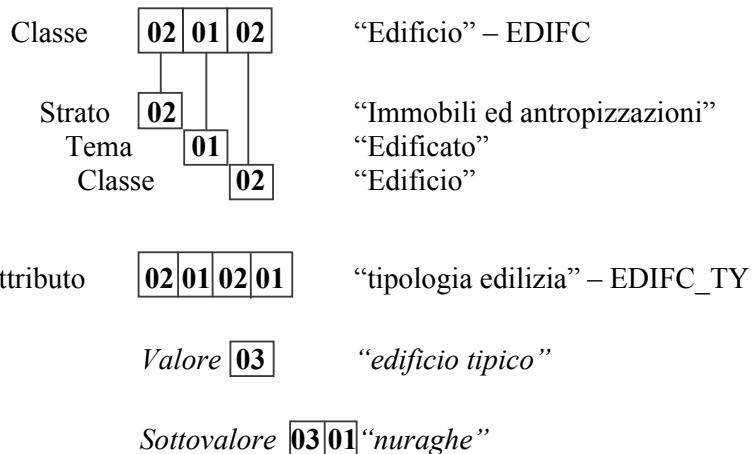 Classe 02 01 02 “Edificio” – EDIFC
Strato 02 “Immobili ed antropizzazioni”
Tema 01 “Edificato”
Classe 02 “Edificio”
ttributo 02 01 02 01 “tipologia edilizia” – EDIFC_TY
Valore 03 “edificio tipico”
Sottovalore 03 01 “nuraghe”